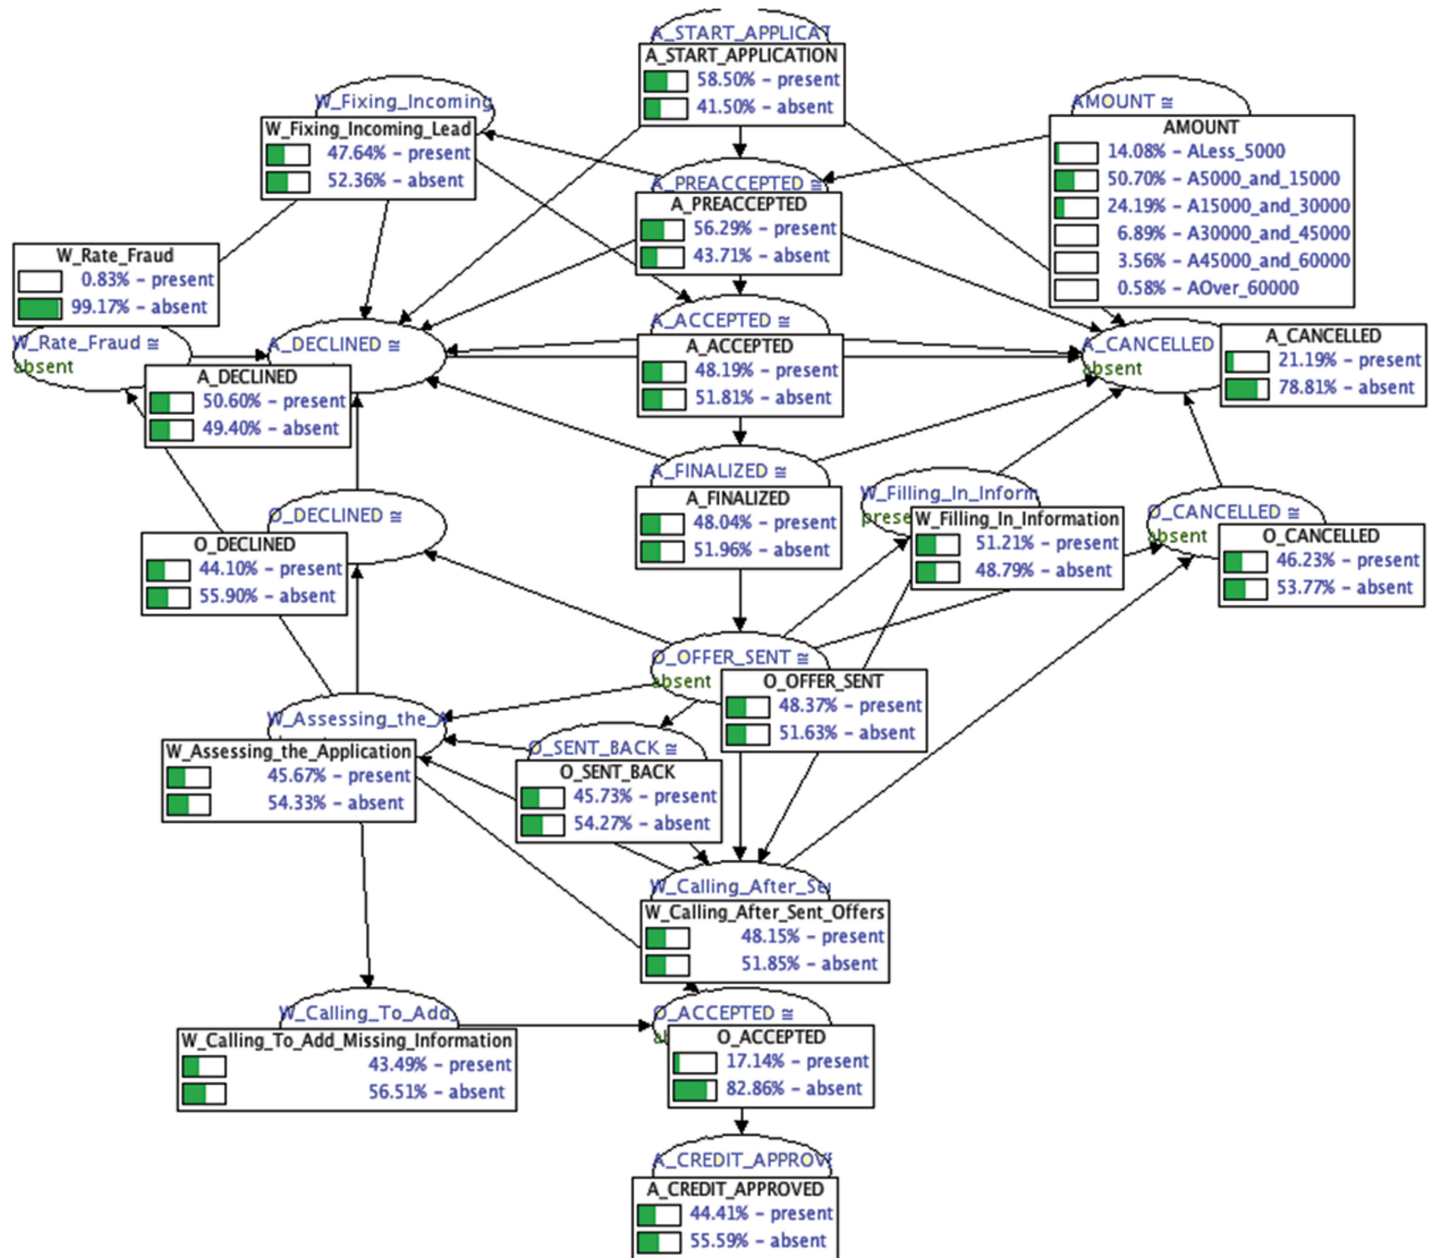 A_START_APPLICAT
A_START_APPLICATION
58.50% – present
41.50% – absent
W_Fixing_Incoming
W_Fixing_Incoming_Lead
47.64% – present
52.36% – absent
AMOUNT ≅
AMOUNT
14.08% – ALess_5000
50.70% – A5000_and_15000
24.19% – A15000_and_30000
6.89% – A30000_and_45000
3.56% – A45000_and_60000
0.58% – AOver_60000
A_PREACCEPTED ≅
A_PREACCEPTED
56.29% – present
43.71% – absent
W_Rate_Fraud
0.83% – present
99.17% – absent
W_Rate_Fraud ≅
absent
A_DECLINED ≅
A_DECLINED
50.60% – present
49.40% – absent
A_ACCEPTED ≅
A_ACCEPTED
48.19% – present
51.81% – absent
A_CANCELLED
absent
A_CANCELLED
21.19% – present
78.81% – absent
A_FINALIZED ≅
A_FINALIZED
48.04% – present
51.96% – absent
W_Filling_In_Inform
prese
W_Filling_In_Information
51.21% – present
48.79% – absent
O_CANCELLED ≅
absent
O_CANCELLED
46.23% – present
53.77% – absent
O_DECLINED ≅
O_DECLINED
44.10% – present
55.90% – absent
O_OFFER_SENT ≅
absent
O_OFFER_SENT
48.37% – present
51.63% – absent
W_Assessing_the_A
W_Assessing_the_Application
45.67% – present
54.33% – absent
O_SENT_BACK ≅
O_SENT_BACK
45.73% – present
54.27% – absent
W_Calling_After_Se
W_Calling_After_Sent_Offers
48.15% – present
51.85% – absent
W_Calling_To_Add_
W_Calling_To_Add_Missing_Information
43.49% – present
56.51% – absent
O_ACCEPTED ≅
ab
O_ACCEPTED
17.14% – present
82.86% – absent
A_CREDIT_APPROV
A_CREDIT_APPROVED
44.41% – present
55.59% – absent